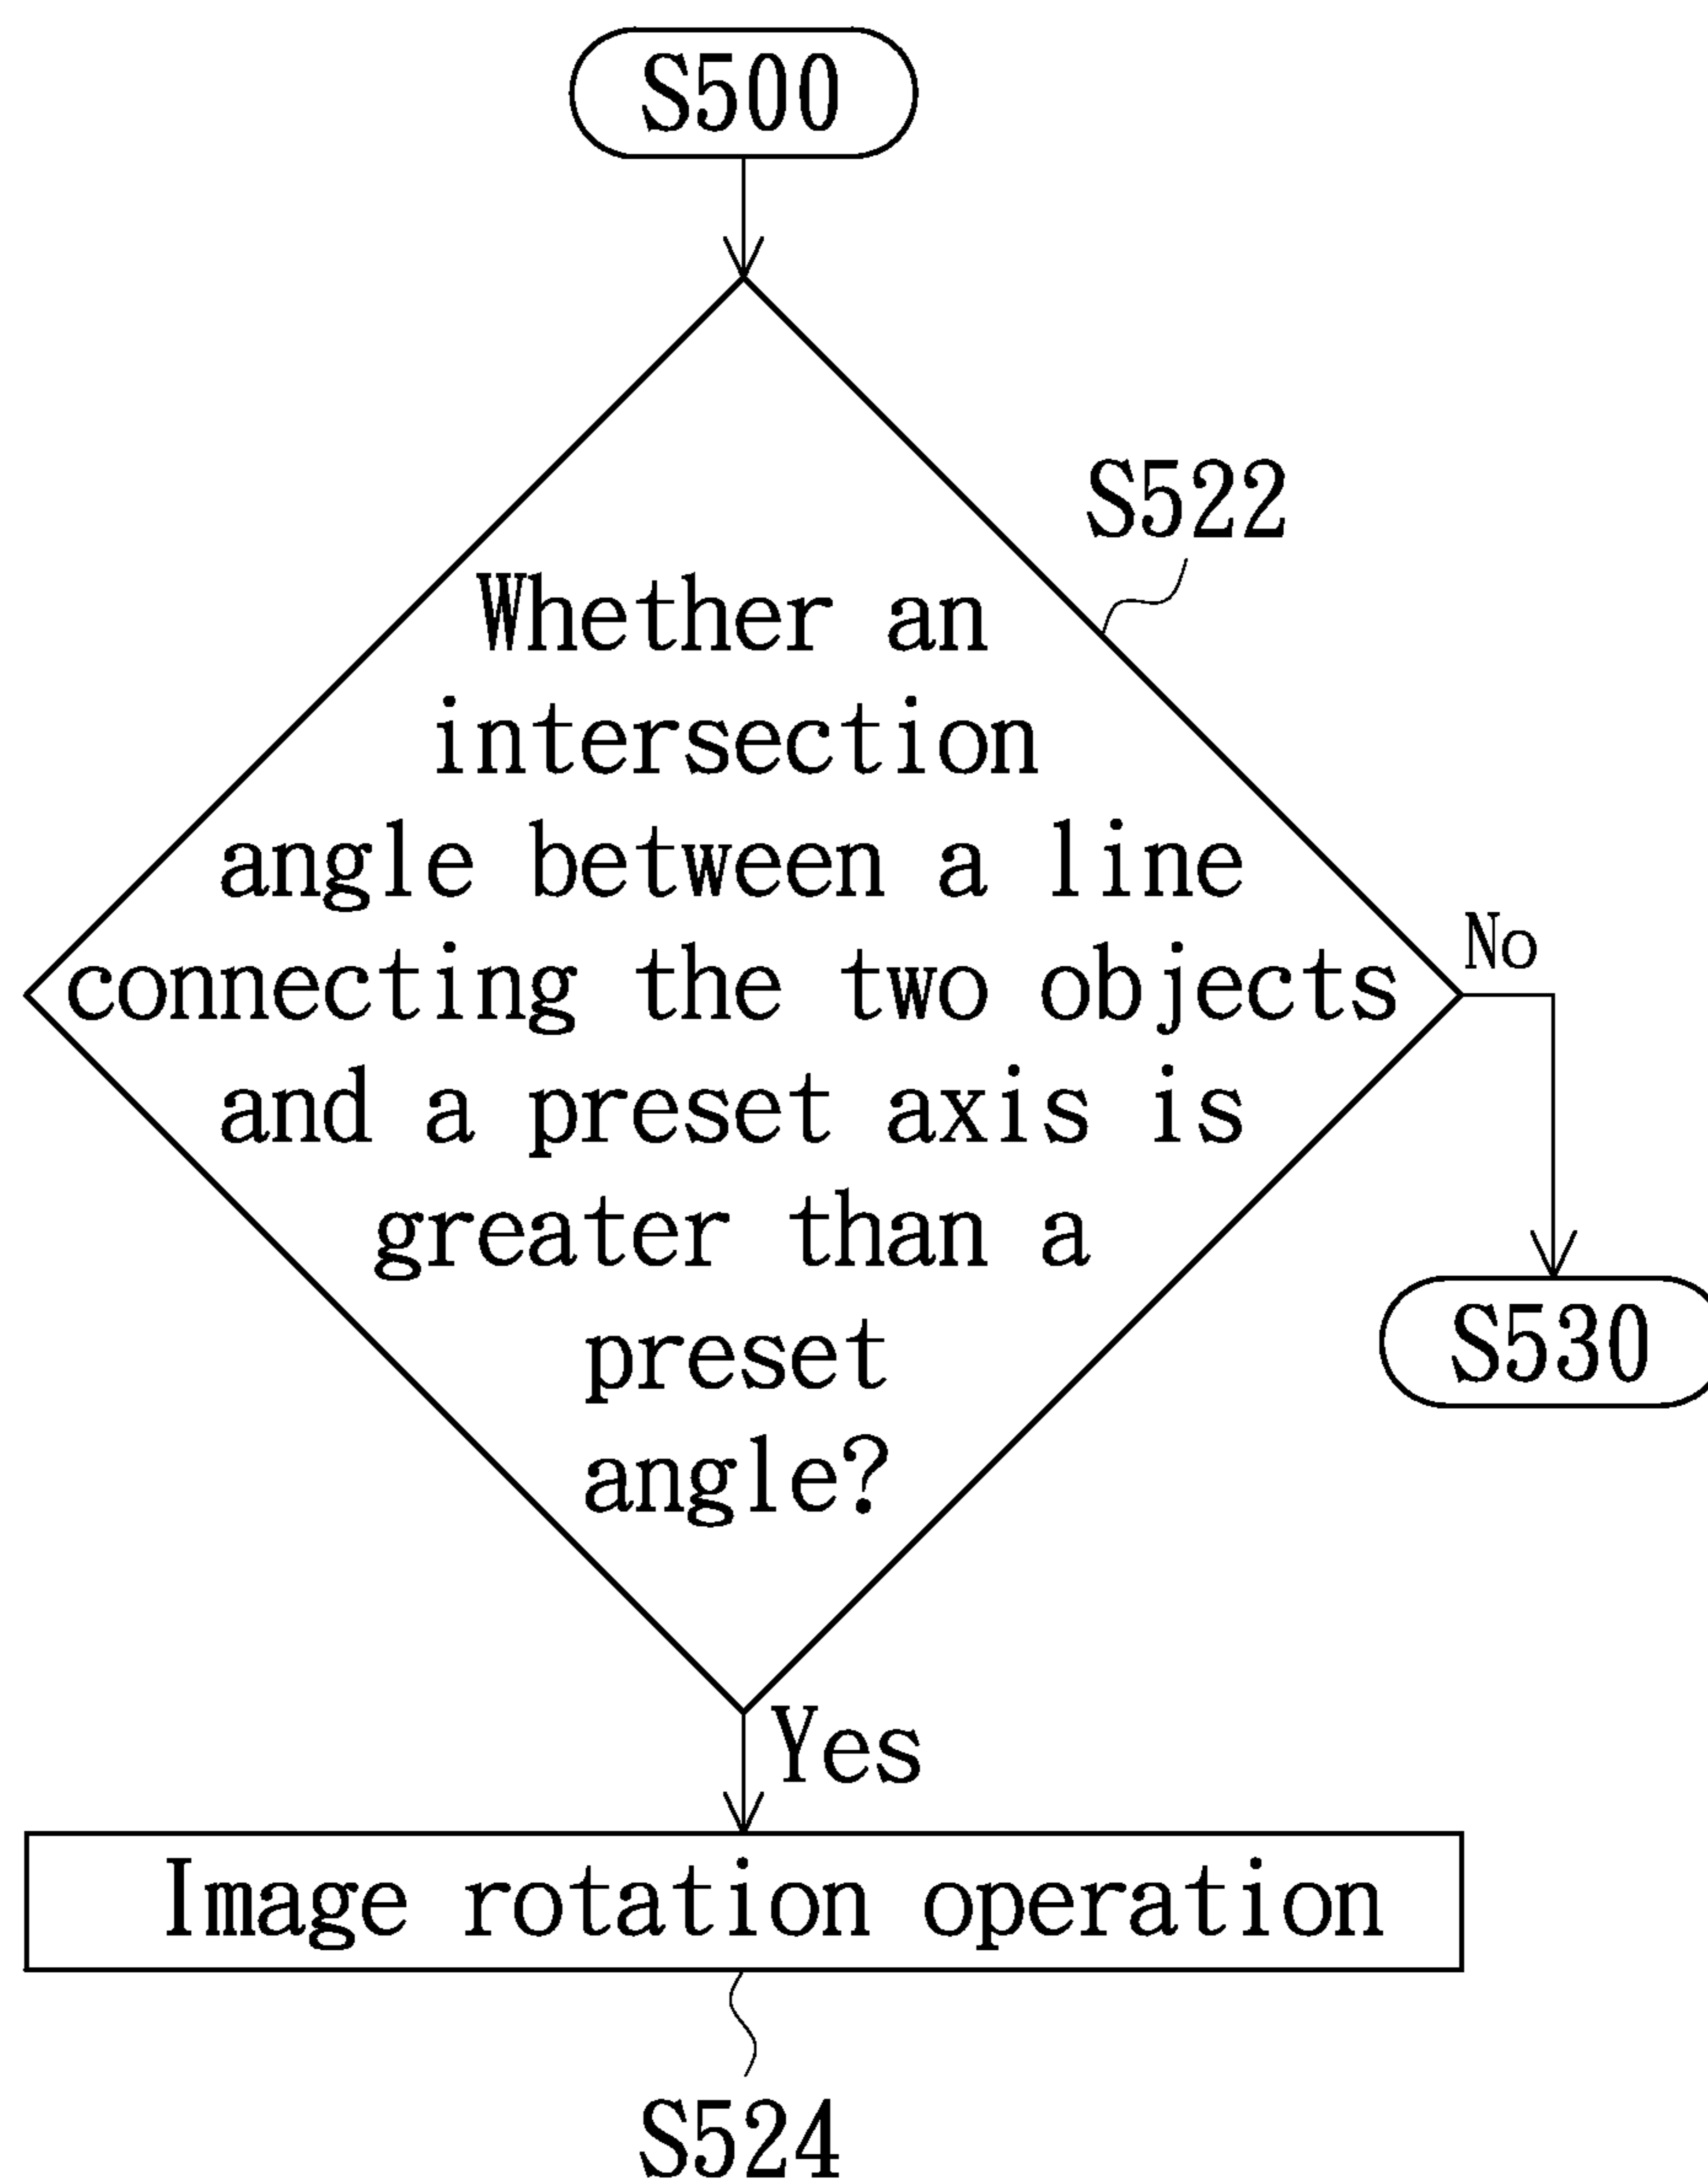 S500
S522
Whether an
intersection
angle between a line
connecting the two objects
and a preset axis is
greater than a
preset
angle?
No
S530
Yes
Image rotation operation
S524